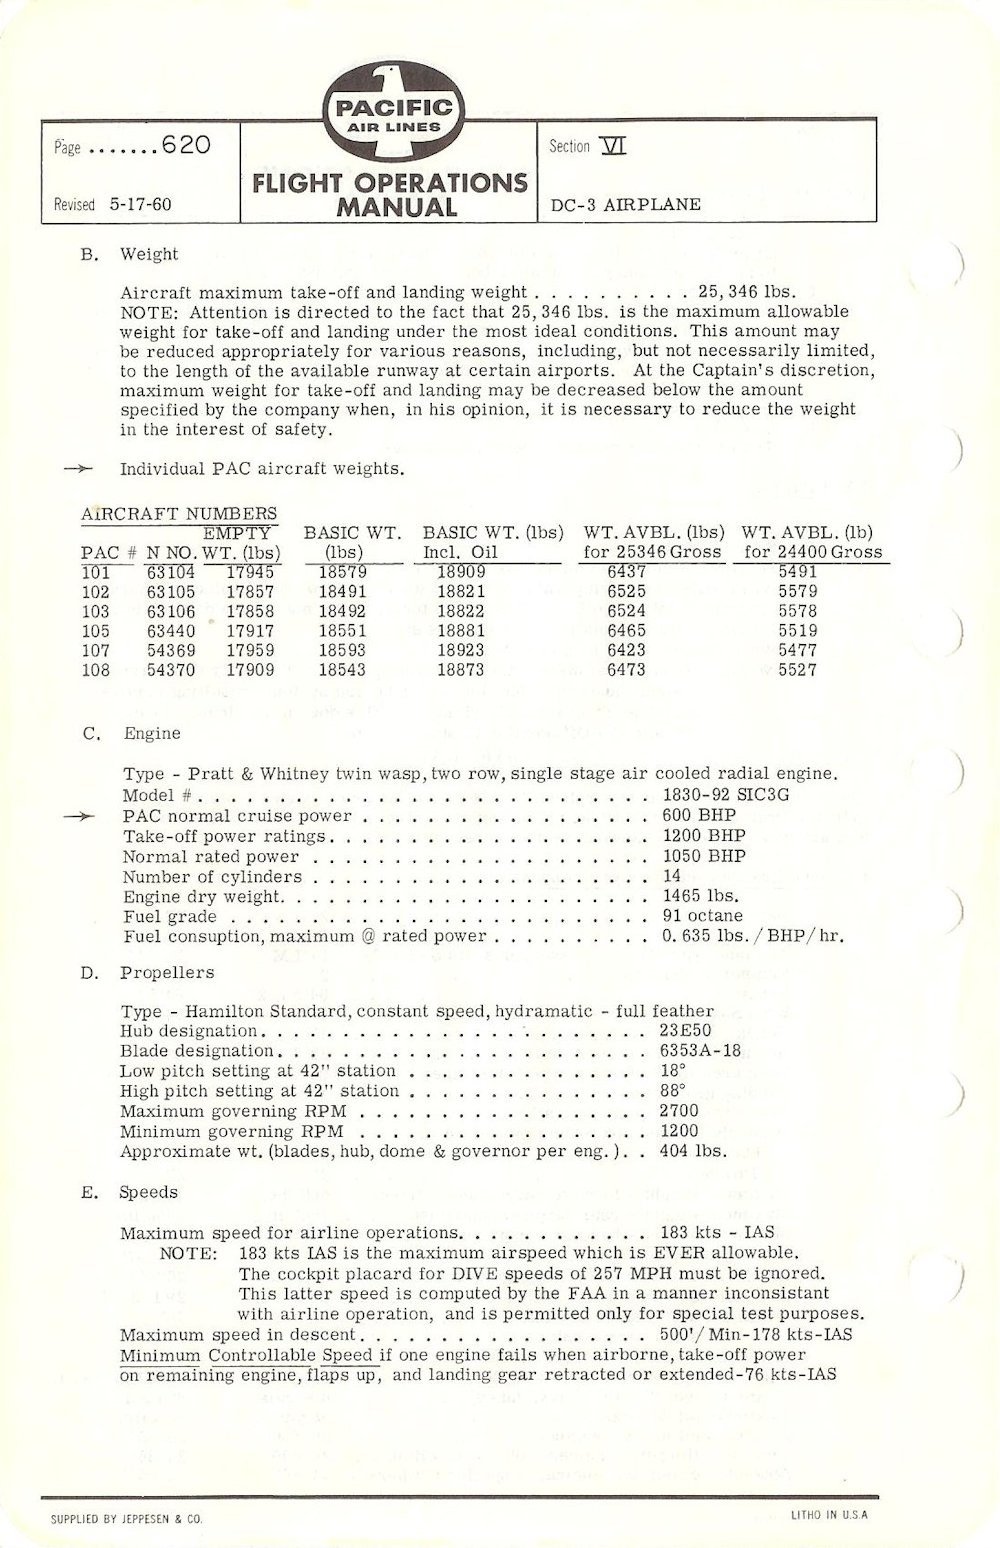 PACIFIC
AIR LINES
Page .......620
Section VI
FLIGHT OPERATIONS
MANUAL
Revised 5-17-60
DC-3 AIRPLANE
B. Weight
Aircraft maximum take-off and landing weight . . . . . . . . . . 25,346 lbs.
NOTE: Attention is directed to the fact that 25,346 lbs. is the maximum allowable
weight for take-off and landing under the most ideal conditions. This amount may
be reduced appropriately for various reasons, including, but not necessarily limited,
to the length of the available runway at certain airports. At the Captain's discretion,
maximum weight for take-off and landing may be decreased below the amount
specified by the company when, in his opinion, it is necessary to reduce the weight
in the interest of safety.
→ Individual PAC aircraft weights.
AIRCRAFT NUMBERS
EMPTY BASIC WT. BASIC WT. (lbs) WT. AVBL. (lbs) WT. AVBL. (lb)
PAC # N NO. WT. (lbs) (lbs) Incl. Oil for 25346 Gross for 24400 Gross
101 63104 17945 18579 18909 6437 5491
102 63105 17857 18491 18821 6525 5579
103 63106 17858 18492 18822 6524 5578
105 63440 17917 18551 18881 6465 5519
107 54369 17959 18593 18923 6423 5477
108 54370 17909 18543 18873 6473 5527
C. Engine
Type - Pratt & Whitney twin wasp, two row, single stage air cooled radial engine.
Model # . . . . . . . . . . . . . . . . . . . . . . . . . . . . 1830-92 SIC3G
→ PAC normal cruise power . . . . . . . . . . . . . . . . . . 600 BHP
Take-off power ratings. . . . . . . . . . . . . . . . . . . . 1200 BHP
Normal rated power . . . . . . . . . . . . . . . . . . . . . 1050 BHP
Number of cylinders . . . . . . . . . . . . . . . . . . . . . 14
Engine dry weight. . . . . . . . . . . . . . . . . . . . . . . 1465 lbs.
Fuel grade . . . . . . . . . . . . . . . . . . . . . . . . . . 91 octane
Fuel consuption, maximum @ rated power . . . . . . . . . . 0.635 lbs./BHP/hr.
D. Propellers
Type - Hamilton Standard, constant speed, hydramatic - full feather
Hub designation. . . . . . . . . . . . . . . . . . . . . . . . 23E50
Blade designation. . . . . . . . . . . . . . . . . . . . . . . 6353A-18
Low pitch setting at 42" station . . . . . . . . . . . . . . . 18°
High pitch setting at 42" station . . . . . . . . . . . . . . . 88°
Maximum governing RPM . . . . . . . . . . . . . . . . . . 2700
Minimum governing RPM . . . . . . . . . . . . . . . . . . 1200
Approximate wt. (blades, hub, dome & governor per eng.). . 404 lbs.
E. Speeds
Maximum speed for airline operations. . . . . . . . . . . . 183 kts - IAS
NOTE: 183 kts IAS is the maximum airspeed which is EVER allowable.
The cockpit placard for DIVE speeds of 257 MPH must be ignored.
This latter speed is computed by the FAA in a manner inconsistant
with airline operation, and is permitted only for special test purposes.
Maximum speed in descent. . . . . . . . . . . . . . . . . . 500'/Min-178 kts-IAS
Minimum Controllable Speed if one engine fails when airborne, take-off power
on remaining engine, flaps up, and landing gear retracted or extended-76 kts-IAS
SUPPLIED BY JEPPESEN & CO.
LITHO IN U.S.A